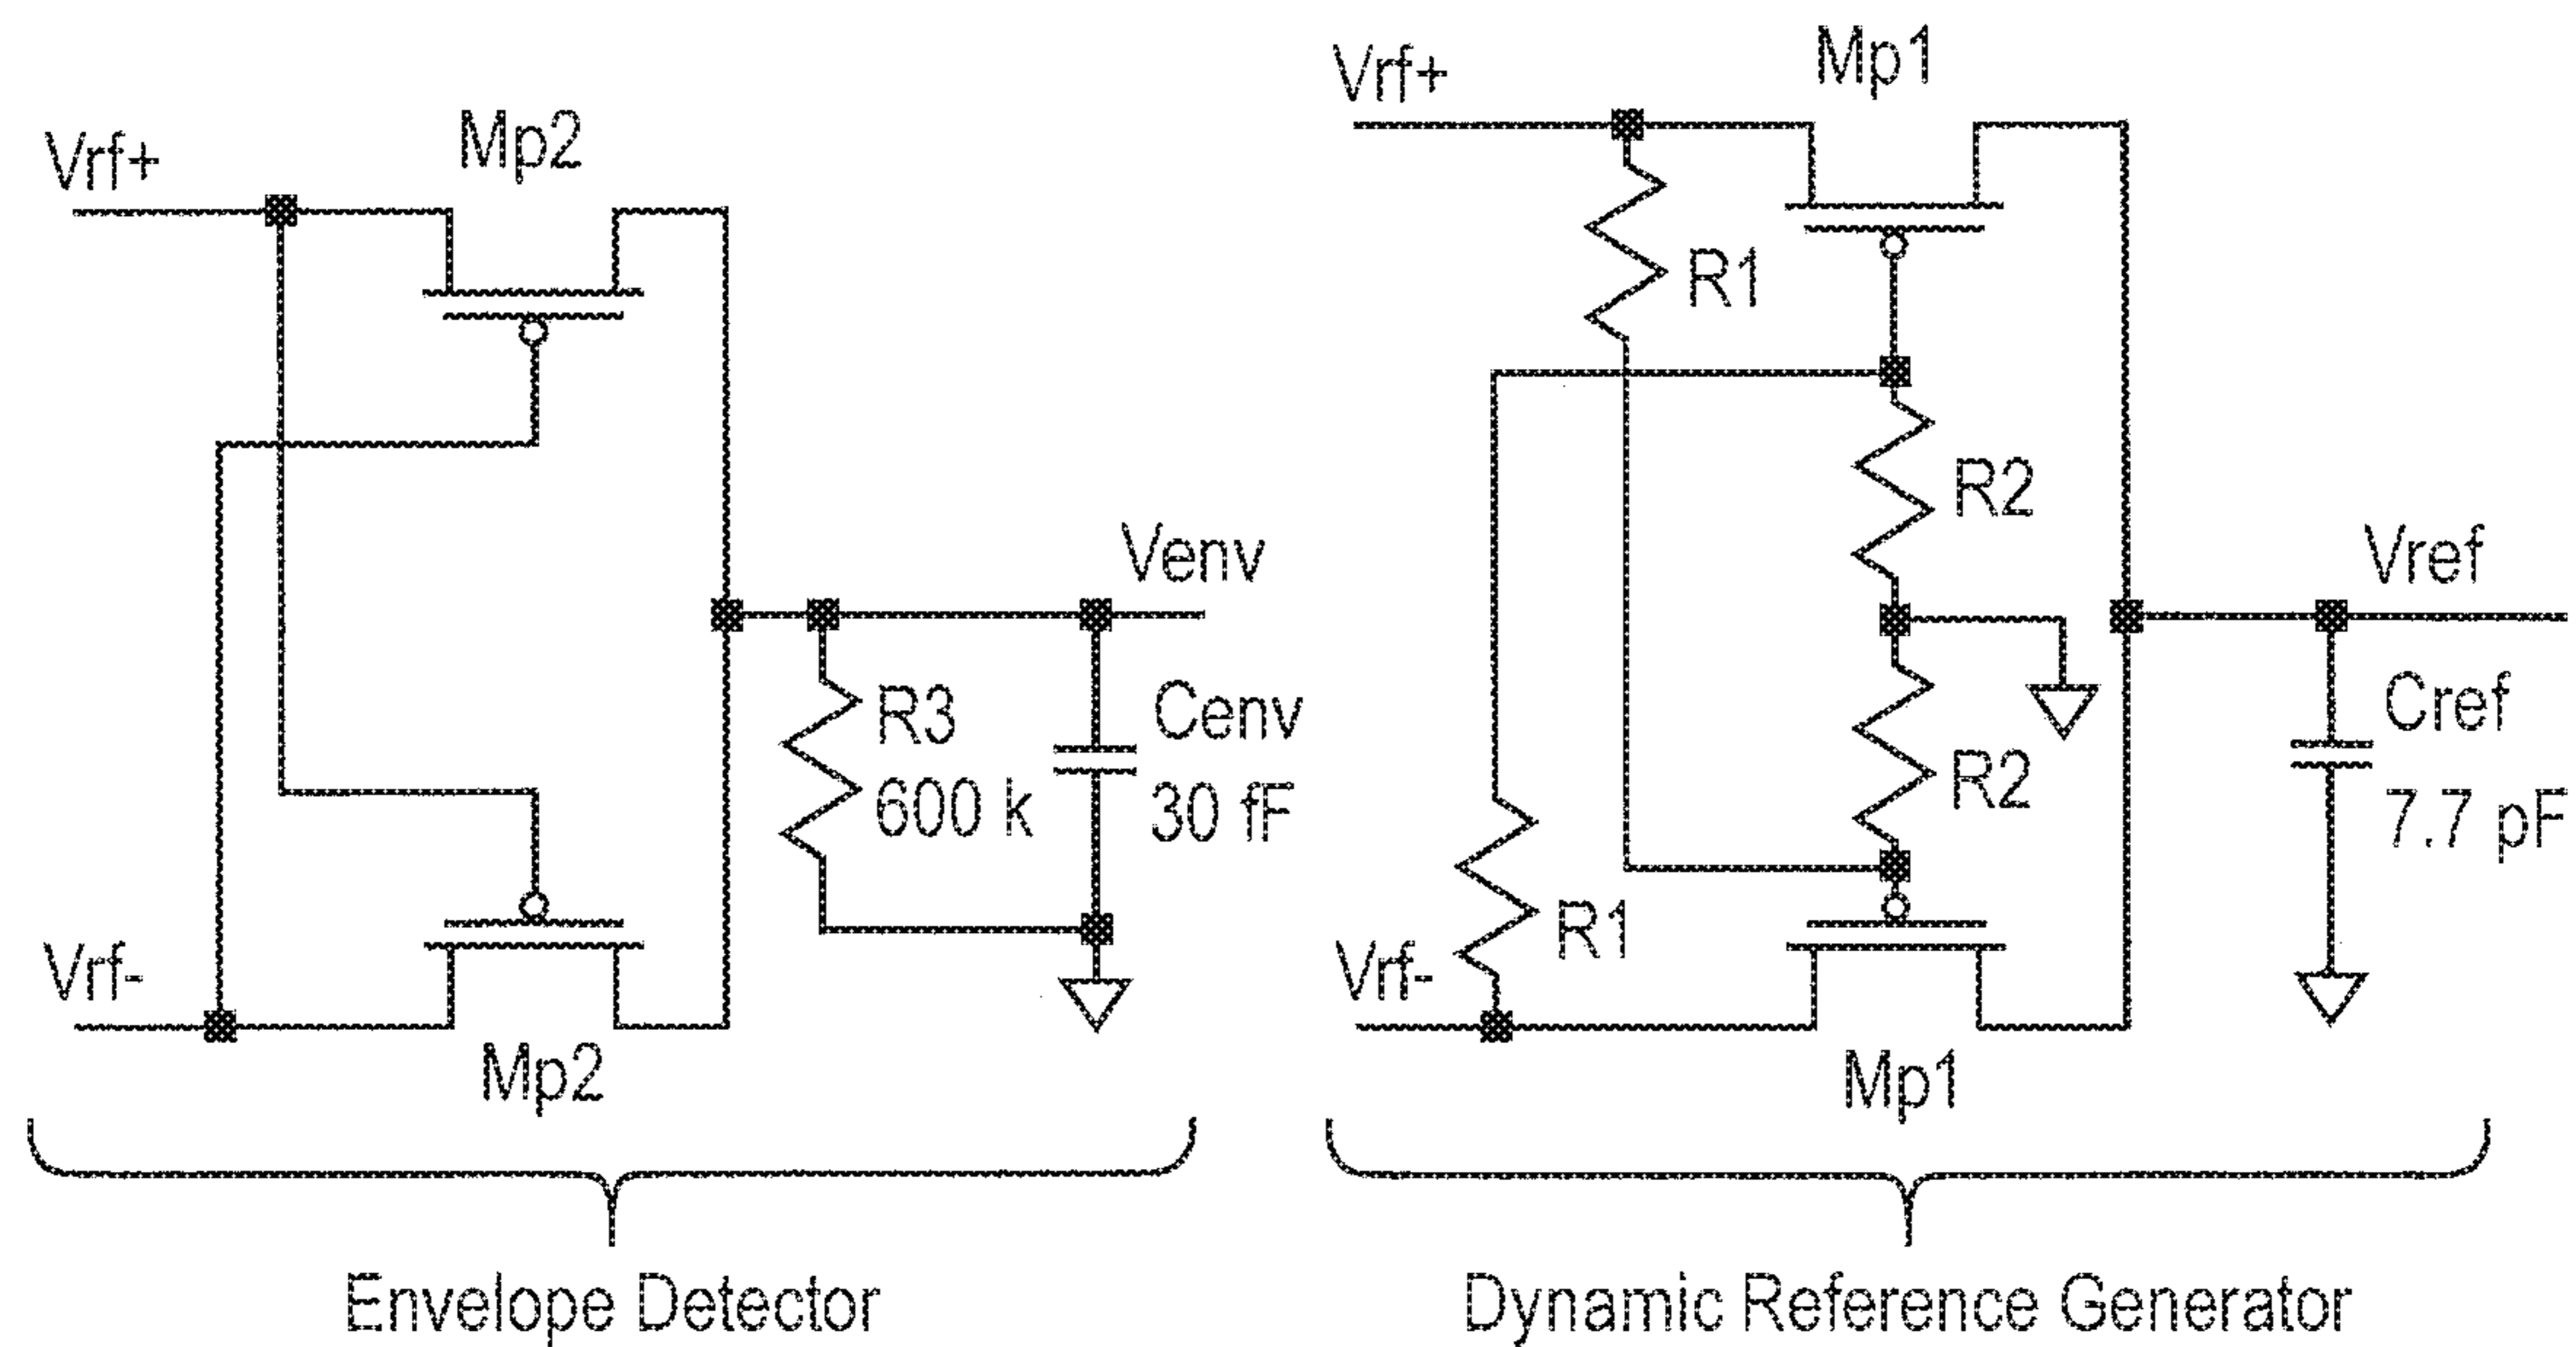 Vrf+
Mp2
Venv
R3
600 k
Cenv
30 fF
Vrf-
Mp2
Envelope Detector
Vrf+
Mp1
R1
R2
Vref
R2
Cref
7.7 pF
R1
Vrf-
Mp1
Dynamic Reference Generator